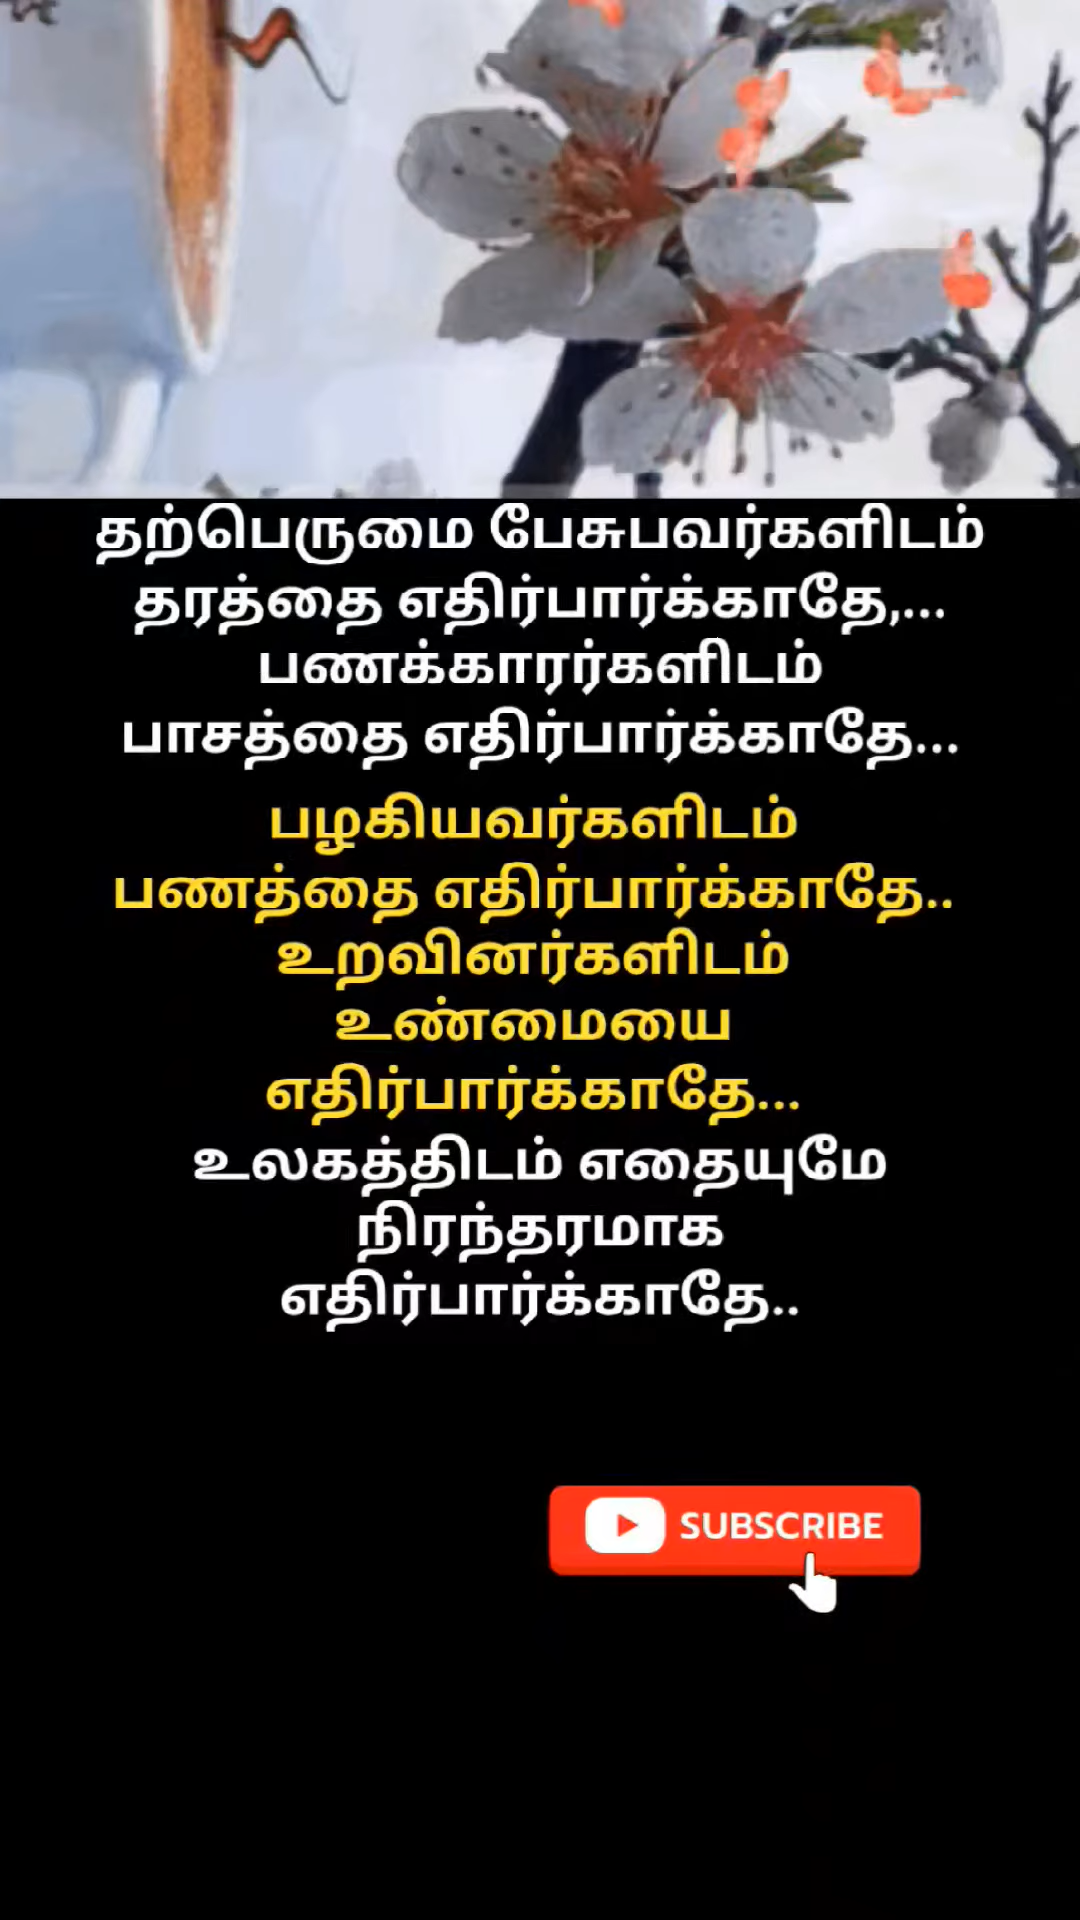 தற்பெருமை பேசுபவர்களிடம்
தரத்தை எதிர்பார்க்காதே,...
பணக்காரர்களிடம்
பாசத்தை எதிர்பார்க்காதே...
பழகியவர்களிடம்
பணத்தை எதிர்பார்க்காதே..
உறவினர்களிடம்
உண்மையை
எதிர்பார்க்காதே...
உலகத்திடம் எதையுமே
நிரந்தரமாக
எதிர்பார்க்காதே..
SUBSCRIBE